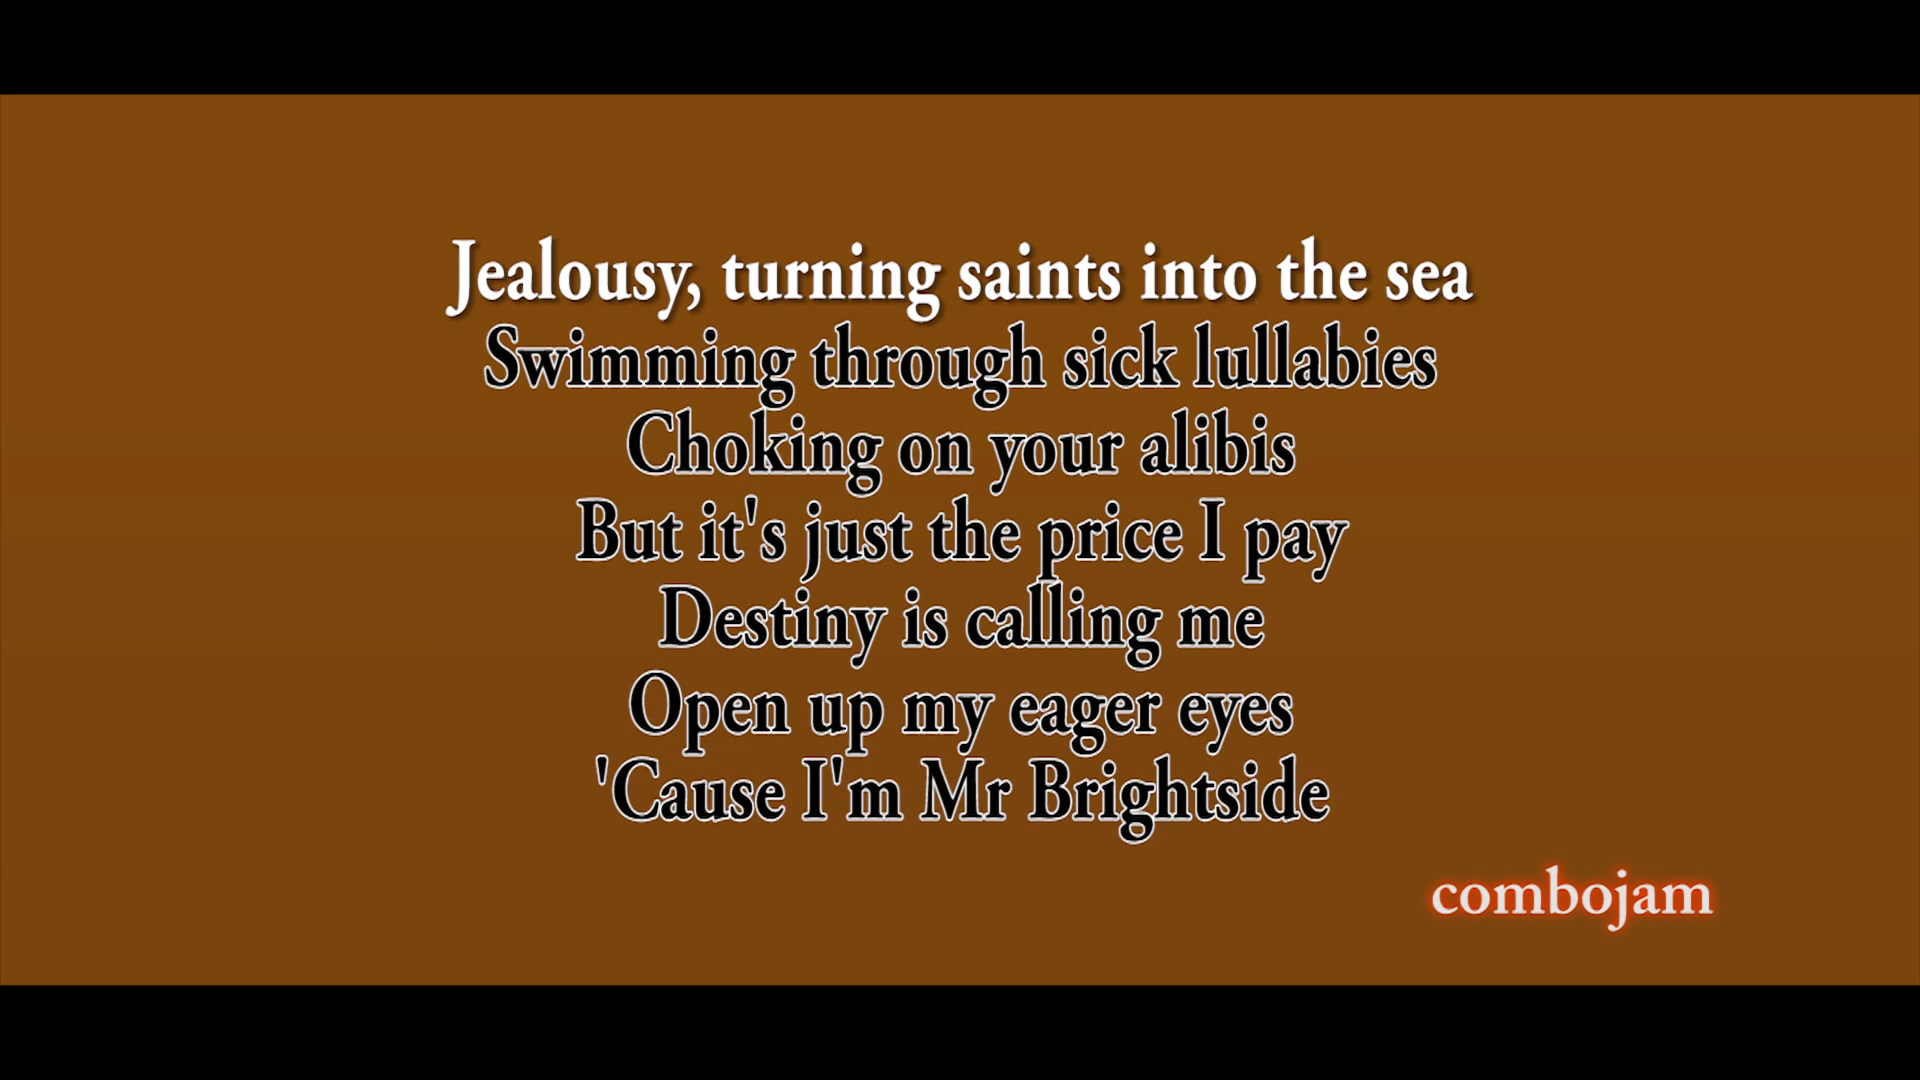 Jealousy, turning saints into the sea
Swimming through sick lullabies
Choking on your alibis
But it's just the price I pay
Destiny is calling me
Open up my eager eyes
'Cause I'm Mr Brightside
combojam